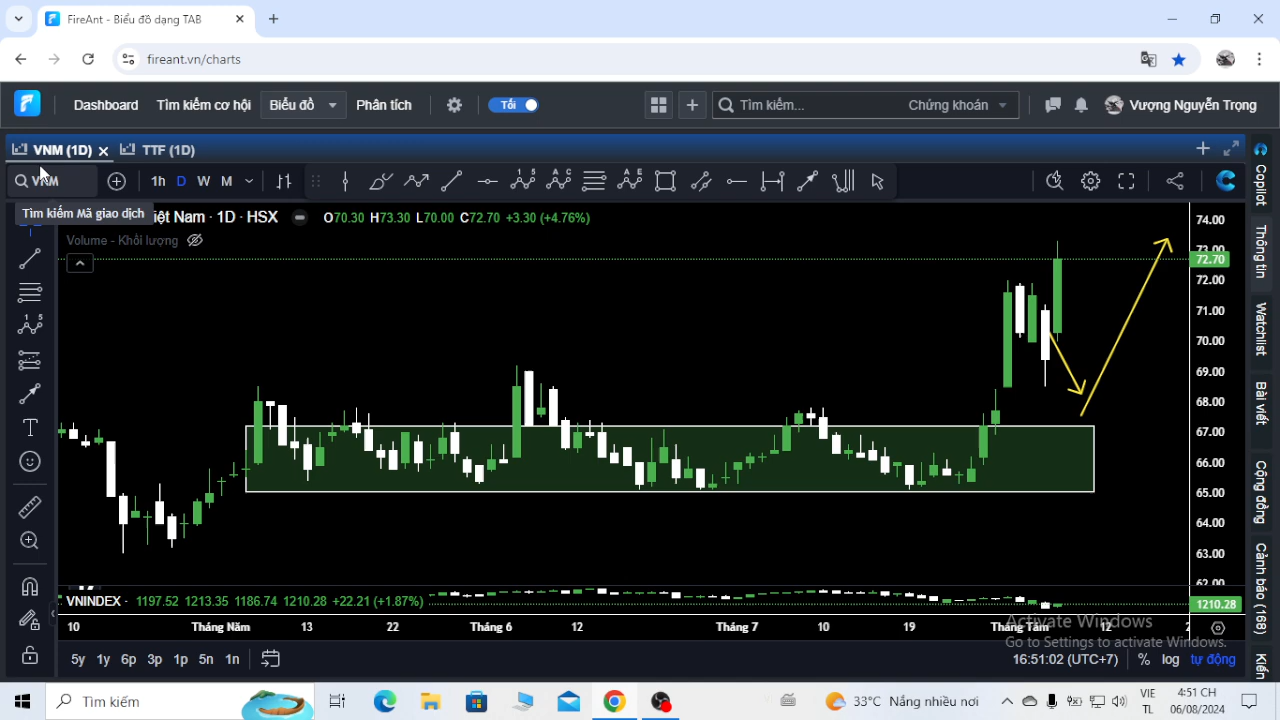 FireAnt - Biểu đồ dạng TAB
fireant.vn/charts
Dashboard Tìm kiếm cơ hội Biểu đồ Phân tích Tối Tìm kiếm... Chứng khoán Vượng Nguyễn Trọng
VNM (1D) TTF (1D)
VNM 1h D W M
Tìm kiếm Mã giao dịch
iệt Nam · 1D · HSX O70.30 H73.30 L70.00 C72.70 +3.30 (+4.76%)
Volume - Khối lượng
74.00
73.00
72.70
72.00
71.00
70.00
69.00
68.00
67.00
66.00
65.00
64.00
63.00
62.00
VNINDEX · 1197.52 1213.35 1186.74 1210.28 +22.21 (+1.87%)
1210.28
10 Tháng Năm 13 22 Tháng 6 12 Tháng 7 10 19 Tháng Tám 12 2
Activate Windows
Go to Settings to activate Windows.
5y 1y 6p 3p 1p 5n 1n 16:51:02 (UTC+7) % log tự động
Copilot
Thông tin
Watchlist
Bài viết
Cộng đồng
Cảnh báo (168)
Kiến
Tìm kiếm 33°C Nắng nhiều nơi VIE TL 4:51 CH 06/08/2024